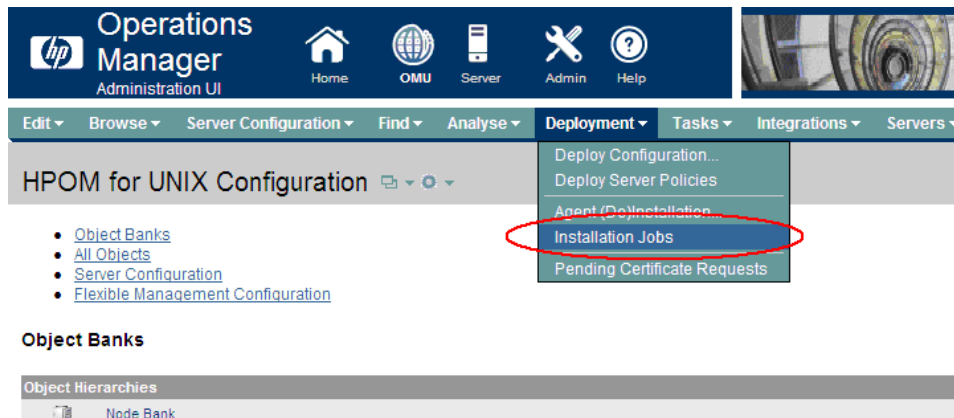 hp
Operations
Manager
Administration UI
Home
OMU
Server
Admin
Help
Edit
Browse
Server Configuration
Find
Analyse
Deployment
Tasks
Integrations
Servers
Deploy Configuration...
Deploy Server Policies
Agent (De)Installation...
Installation Jobs
Pending Certificate Requests
HPOM for UNIX Configuration
Object Banks
All Objects
Server Configuration
Flexible Management Configuration
Object Banks
Object Hierarchies
Node Bank